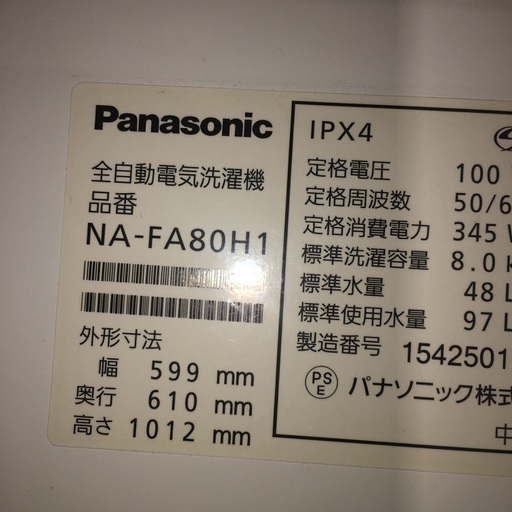 Panasonic
全自動電気洗濯機
品番
NA-FA80H1
外形寸法
幅 599 mm
奥行 610 mm
高さ 1012 mm
IPX4
定格電圧 100
定格周波数 50/6
定格消費電力 345 W
標準洗濯容量 8.0 k
標準水量 48 L
標準使用水量 97 L
製造番号 1542501
PS E パナソニック株式
中